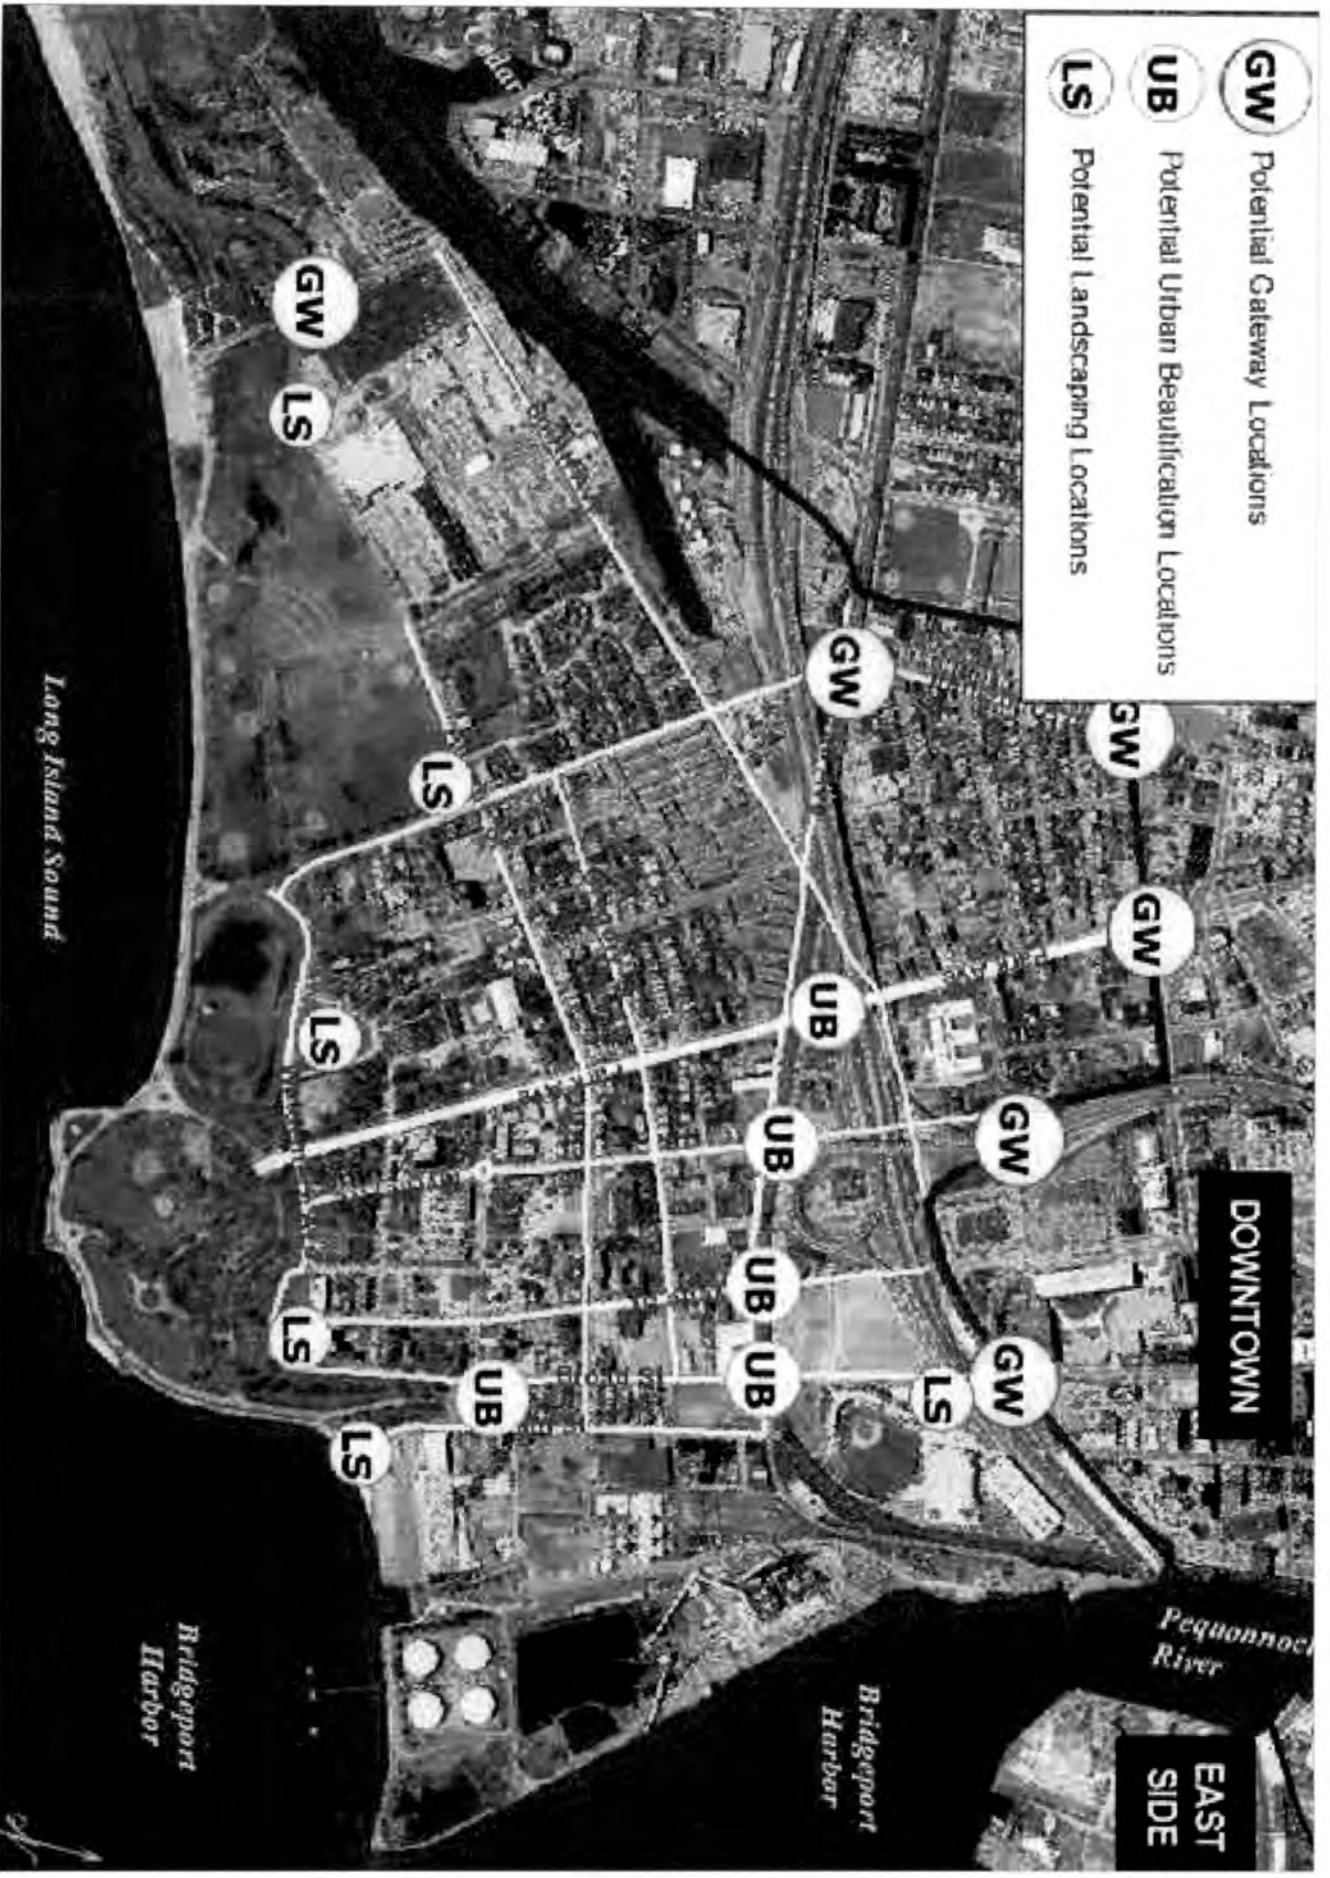 GW Potential Gateway Locations
UB Potential Urban Beautification Locations
LS Potential Landscaping Locations
GW
GW
DOWNTOWN
EAST
SIDE
Pequonnock
River
GW
GW
GW
LS
UB
UB
UB
UB
Broad St
UB
GW
LS
LS
LS
LS
LS
Bridgeport
Harbor
Bridgeport
Harbor
Long Island Sound